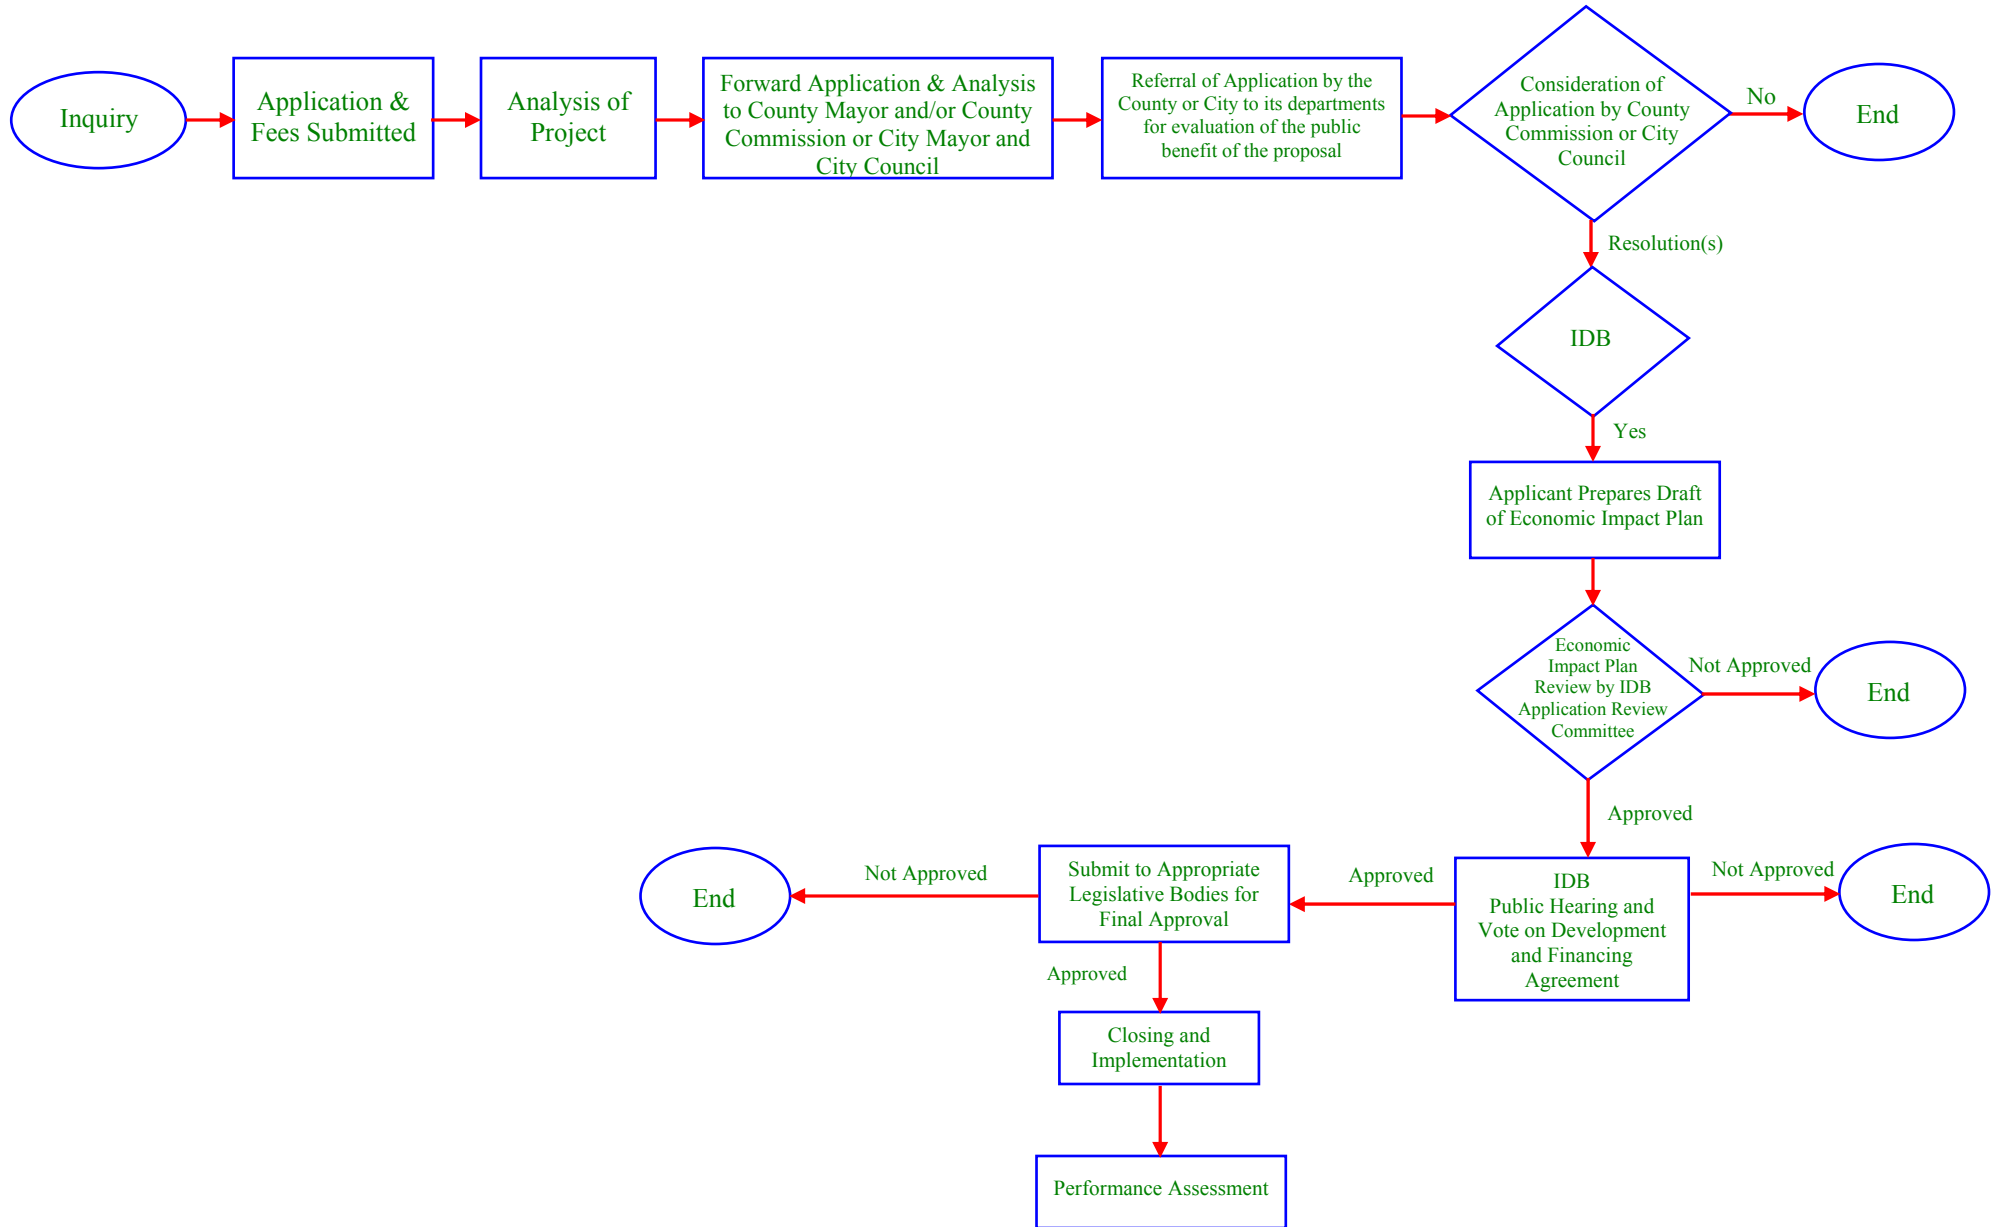 Inquiry
Application &
Fees Submitted
Analysis of
Project
Forward Application & Analysis
to County Mayor and/or County
Commission or City Mayor and
City Council
Referral of Application by the
County or City to its departments
for evaluation of the public
benefit of the proposal
Consideration of
Application by County
Commission or City
Council
No
End
Resolution(s)
IDB
Yes
Applicant Prepares Draft
of Economic Impact Plan
Economic
Impact Plan
Review by IDB
Application Review
Committee
Not Approved
End
Approved
IDB
Public Hearing and
Vote on Development
and Financing
Agreement
Not Approved
End
Approved
Submit to Appropriate
Legislative Bodies for
Final Approval
Not Approved
End
Approved
Closing and
Implementation
Performance Assessment